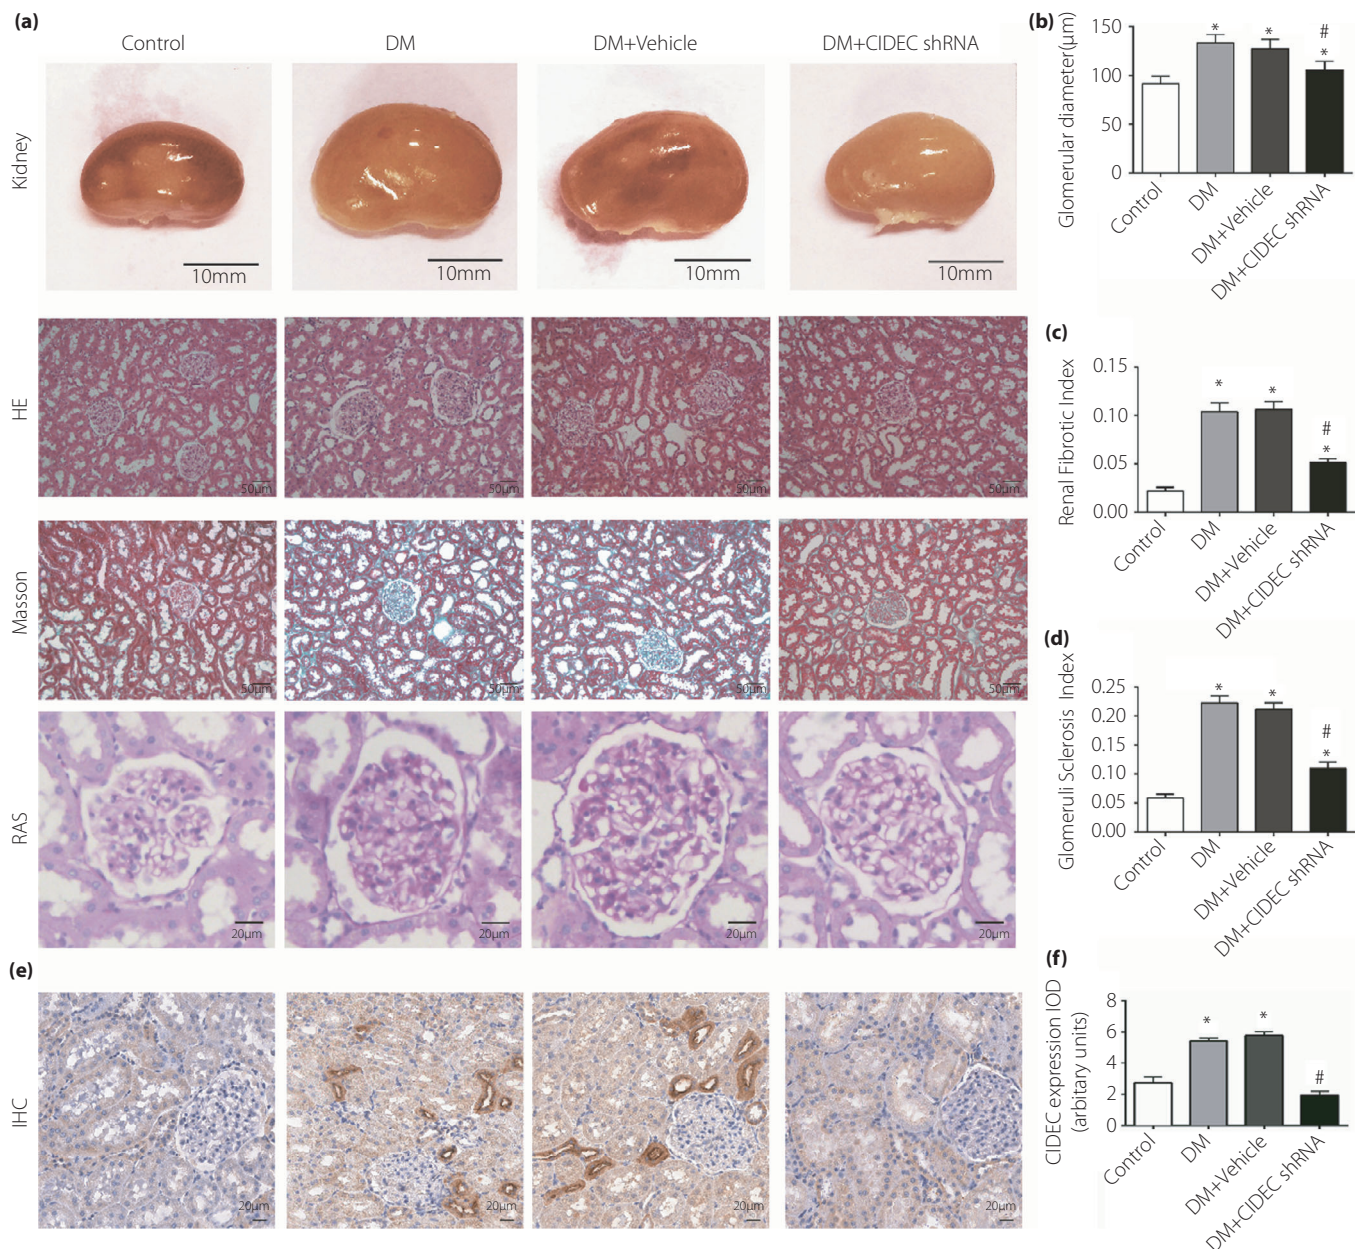 (a)
Control DM DM+Vehicle DM+CIDEC shRNA
Kidney
10mm 10mm 10mm 10mm
HE
50µm 50µm 50µm 50µm
Masson
50µm 50µm 50µm 50µm
RAS
20µm 20µm 20µm 20µm
(e)
IHC
20µm 20µm 20µm 20µm
(b)
Glomerular diameter(µm)
150
100
50
0
* * # *
Control DM DM+Vehicle DM+CIDEC shRNA
(c)
Renal Fibrotic Index
0.15
0.10
0.05
0.00
* * # *
Control DM DM+Vehicle DM+CIDEC shRNA
(d)
Glomeruli Sclerosis Index
0.25
0.20
0.15
0.10
0.05
0.00
* * # *
Control DM DM+Vehicle DM+CIDEC shRNA
(f)
CIDEC expression IOD
(arbitary units)
8
6
4
2
0
* * #
Control DM DM+Vehicle DM+CIDEC shRNA